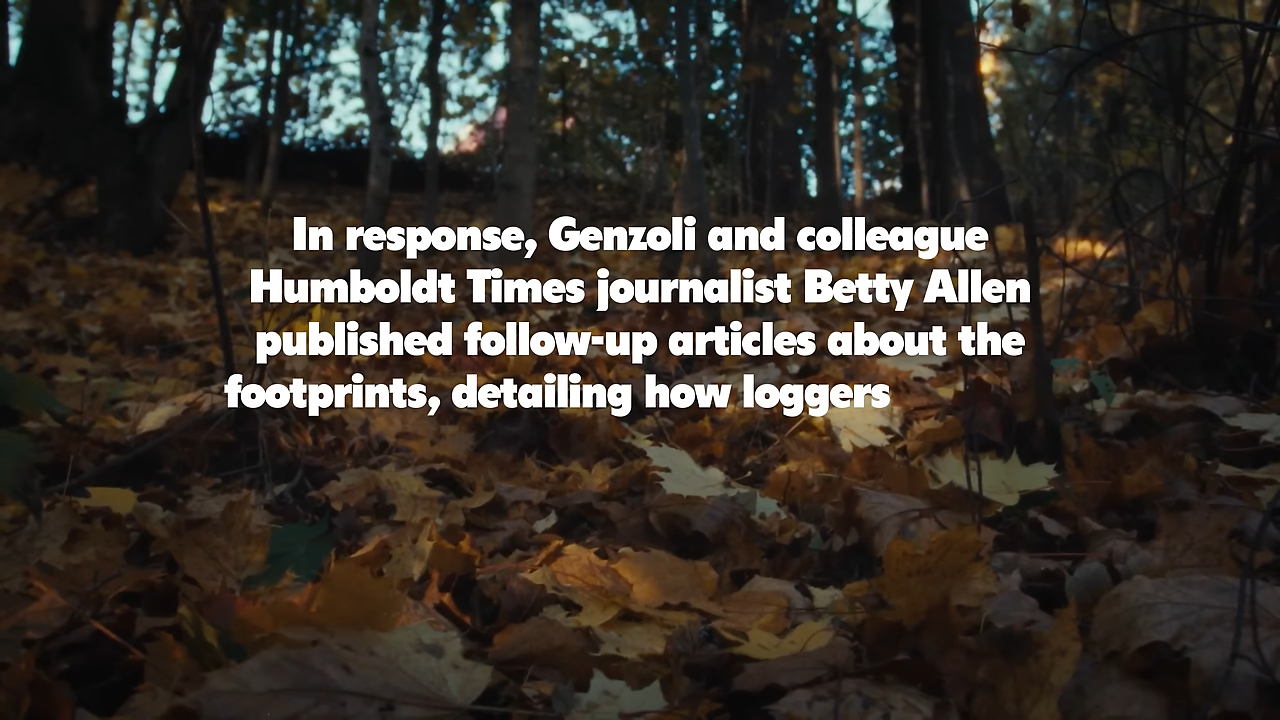 In response, Genzoli and colleague
Humboldt Times journalist Betty Allen
published follow-up articles about the
footprints, detailing how loggers